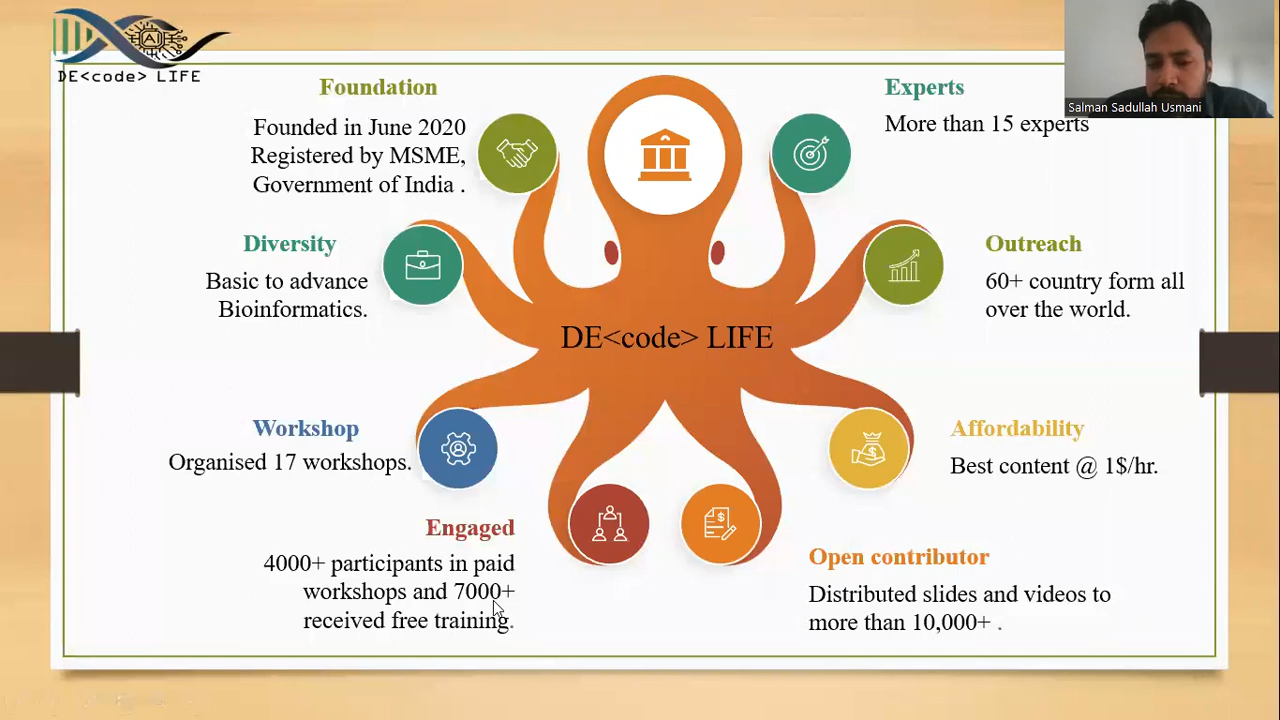 DE<code> LIFE
Salman Sadullah Usmani
Foundation
Founded in June 2020
Registered by MSME,
Government of India .
Experts
More than 15 experts
Diversity
Basic to advance
Bioinformatics.
Outreach
60+ country form all
over the world.
DE<code> LIFE
Workshop
Organised 17 workshops.
Affordability
Best content @ 1$/hr.
Engaged
4000+ participants in paid
workshops and 7000+
received free training.
Open contributor
Distributed slides and videos to
more than 10,000+ .
AI